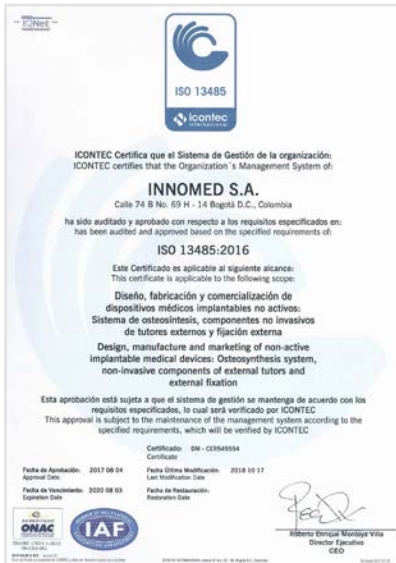 IQNet
ISO 13485
icontec
internacional
ICONTEC Certifica que el Sistema de Gestión de la organización:
ICONTEC certifies that the Organization´s Management System of:
INNOMED S.A.
Calle 74 B No. 69 H - 14 Bogotá D.C., Colombia
ha sido auditado y aprobado con respecto a los requisitos especificados en:
has been audited and approved based on the specified requirements of:
ISO 13485:2016
Este Certificado es aplicable al siguiente alcance:
This certificate is applicable to the following scope:
Diseño, fabricación y comercialización de
dispositivos médicos implantables no activos:
Sistema de osteosíntesis, componentes no invasivos
de tutores externos y fijación externa
Design, manufacture and marketing of non-active
implantable medical devices: Osteosynthesis system,
non-invasive components of external tutors and
external fixation
Esta aprobación está sujeta a que el sistema de gestión se mantenga de acuerdo con los
requisitos especificados, lo cual será verificado por ICONTEC
This approval is subject to the maintenance of the management system according to the
specified requirements, which will be verified by ICONTEC
Certificado: DM - CER549554
Certificate
Fecha de Aprobación: 2017 08 04 Fecha Última Modificación: 2018 10 17
Approval Date: Last Modification Date
Fecha de Vencimiento: 2020 08 03 Fecha de Restauración:
Expiration Date Restoration Date
ACREDITADO
ONAC
IAF
Roberto Enrique Montoya Villa
Director Ejecutivo
CEO